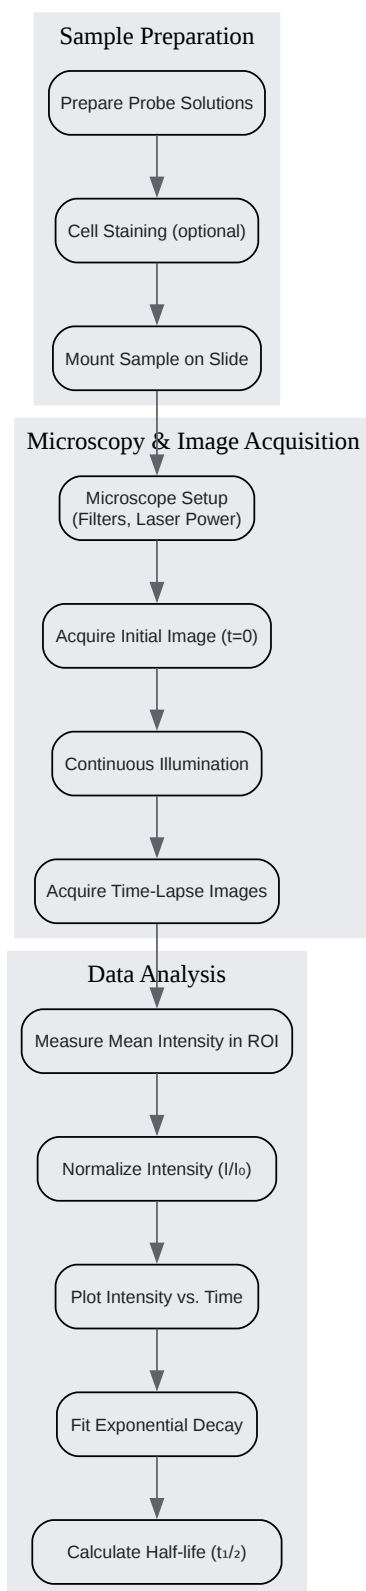 Sample Preparation
Prepare Probe Solutions
Cell Staining (optional)
Mount Sample on Slide
Microscopy & Image Acquisition
Microscope Setup
(Filters, Laser Power)
Acquire Initial Image (t=0)
Continuous Illumination
Acquire Time-Lapse Images
Data Analysis
Measure Mean Intensity in ROI
Normalize Intensity (I/I₀)
Plot Intensity vs. Time
Fit Exponential Decay
Calculate Half-life (t₁/₂)